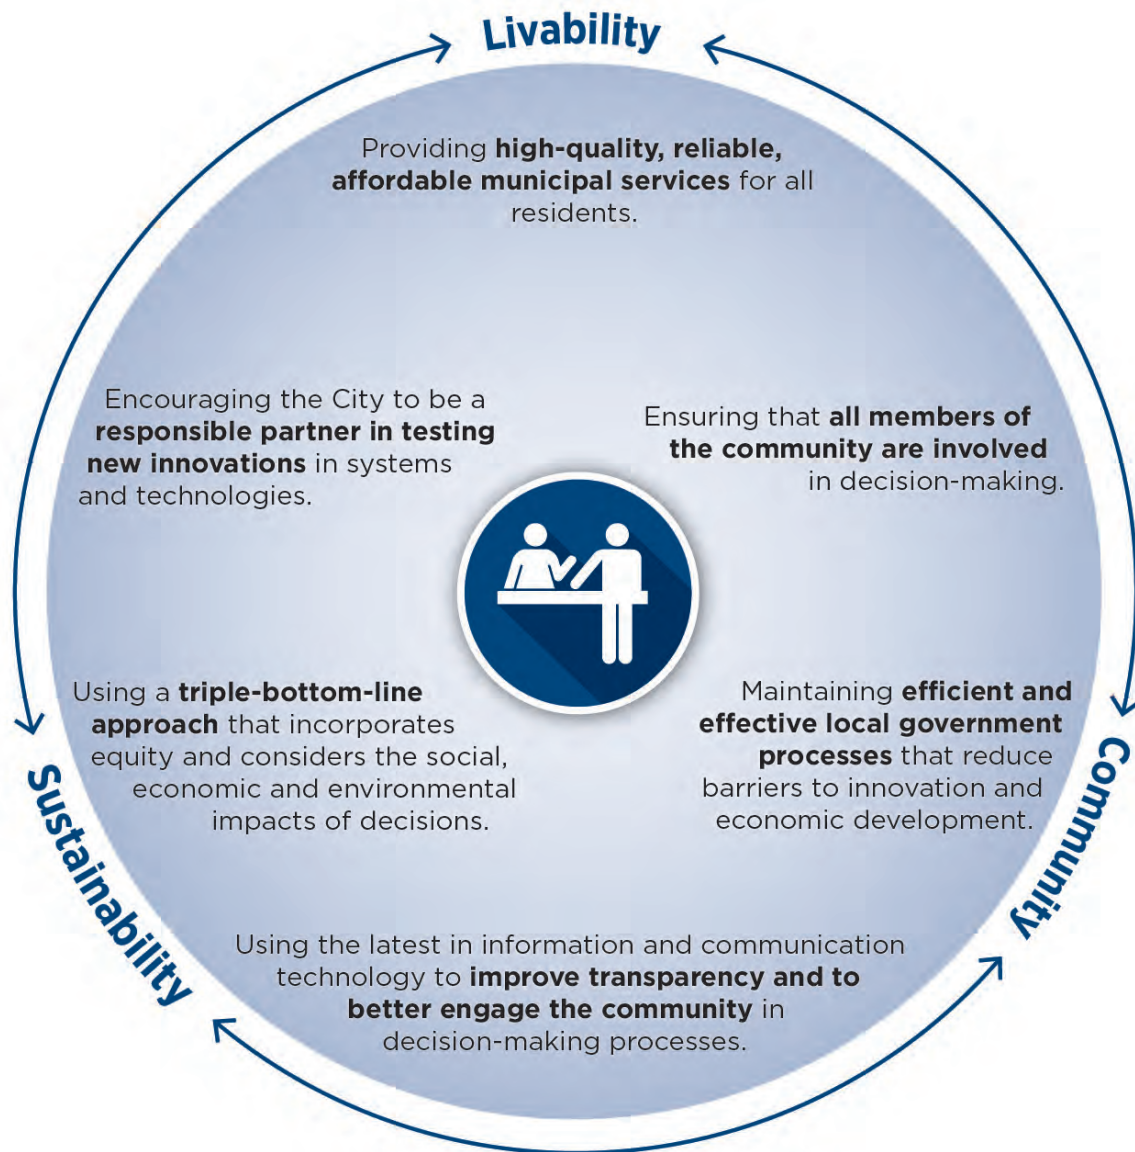 Livability
Providing high-quality, reliable,
affordable municipal services for all
residents.
Encouraging the City to be a
responsible partner in testing
new innovations in systems
and technologies.
Ensuring that all members of
the community are involved
in decision-making.
Using a triple-bottom-line
approach that incorporates
equity and considers the social,
economic and environmental
impacts of decisions.
Maintaining efficient and
effective local government
processes that reduce
barriers to innovation and
economic development.
Sustainability
Community
Using the latest in information and communication
technology to improve transparency and to
better engage the community in
decision-making processes.